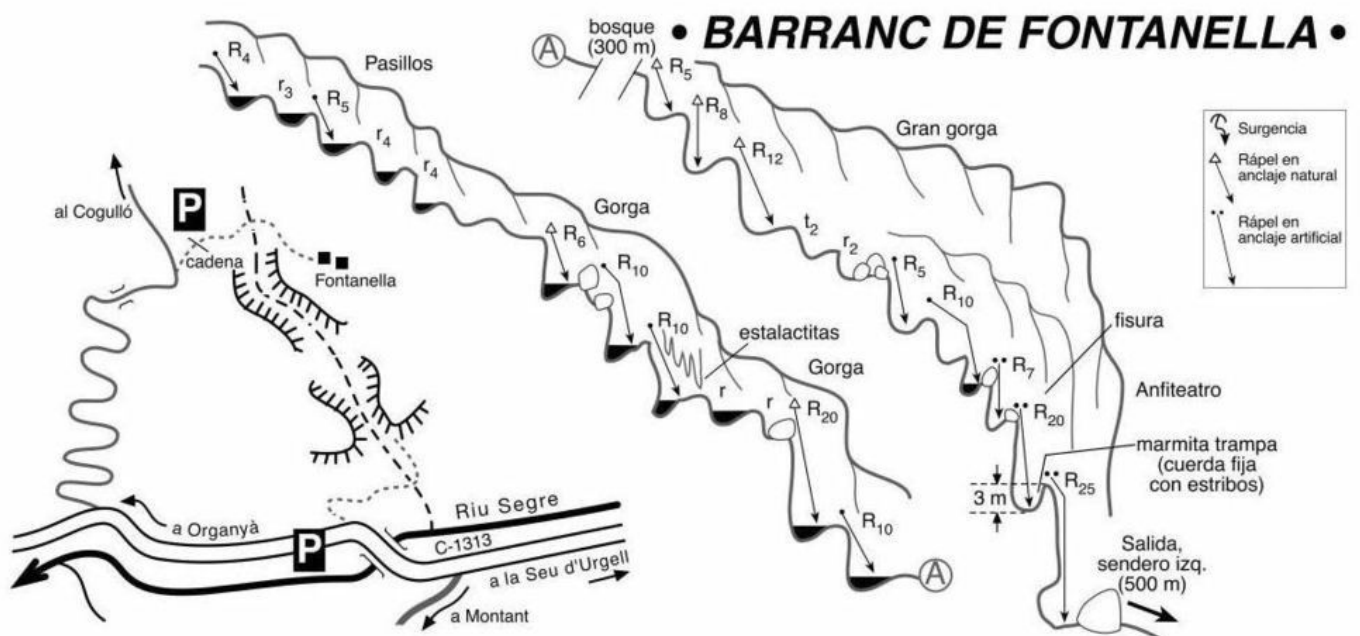 • BARRANC DE FONTANELLA •
R4
r3
Pasillos
R5
r4
r4
Gorga
R6
R10
R10
estalactitas
r
r
Gorga
R20
R10
A
A
bosque
(300 m)
R5
R8
R12
Gran gorga
t2
r2
R5
R10
fisura
R7
Anfiteatro
R20
marmita trampa
(cuerda fija
con estribos)
R25
3 m
Salida,
sendero izq.
(500 m)
Surgencia
Rápel en
anclaje natural
Rápel en
anclaje artificial
al Cogulló
P
cadena
Fontanella
Riu Segre
a Organyà
P
C-1313
a la Seu d'Urgell
a Montant